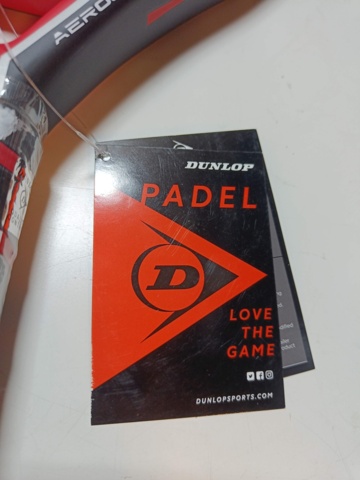 AERO
DUNLOP
PADEL
D
LOVE
THE
GAME
DUNLOPSPORTS.COM